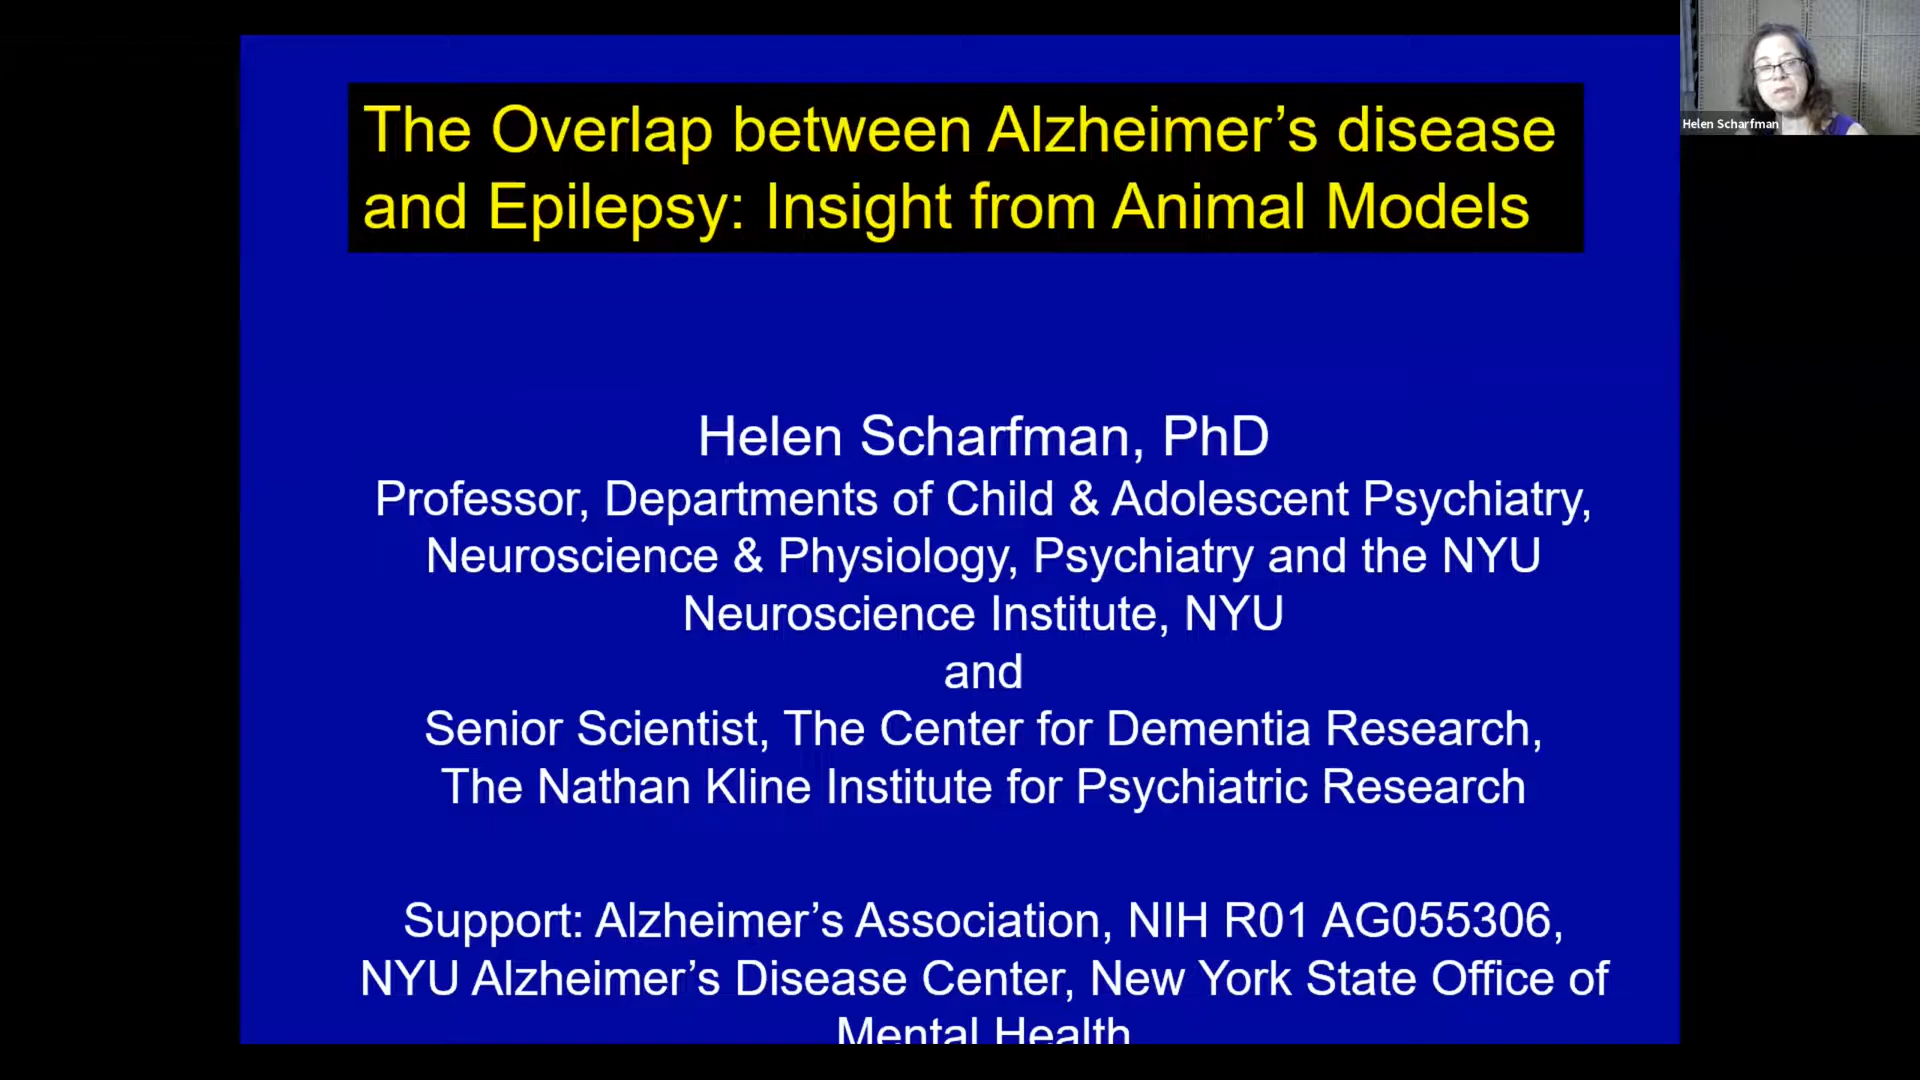 The Overlap between Alzheimer’s disease
and Epilepsy: Insight from Animal Models
Helen Scharfman
Helen Scharfman, PhD
Professor, Departments of Child & Adolescent Psychiatry,
Neuroscience & Physiology, Psychiatry and the NYU
Neuroscience Institute, NYU
and
Senior Scientist, The Center for Dementia Research,
The Nathan Kline Institute for Psychiatric Research
Support: Alzheimer’s Association, NIH R01 AG055306,
NYU Alzheimer’s Disease Center, New York State Office of
Mental Health